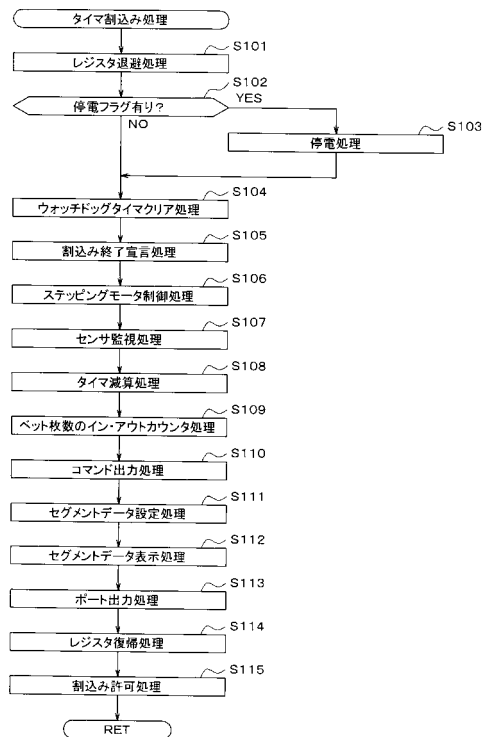 タイマ割込み処理
S101
レジスタ退避処理
S102
停電フラグ有り?
YES
NO
S103
停電処理
S104
ウォッチドッグタイマクリア処理
S105
割込み終了宣言処理
S106
ステッピングモータ制御処理
S107
センサ監視処理
S108
タイマ減算処理
S109
ベット枚数のイン・アウトカウンタ処理
S110
コマンド出力処理
S111
セグメントデータ設定処理
S112
セグメントデータ表示処理
S113
ポート出力処理
S114
レジスタ復帰処理
S115
割込み許可処理
RET